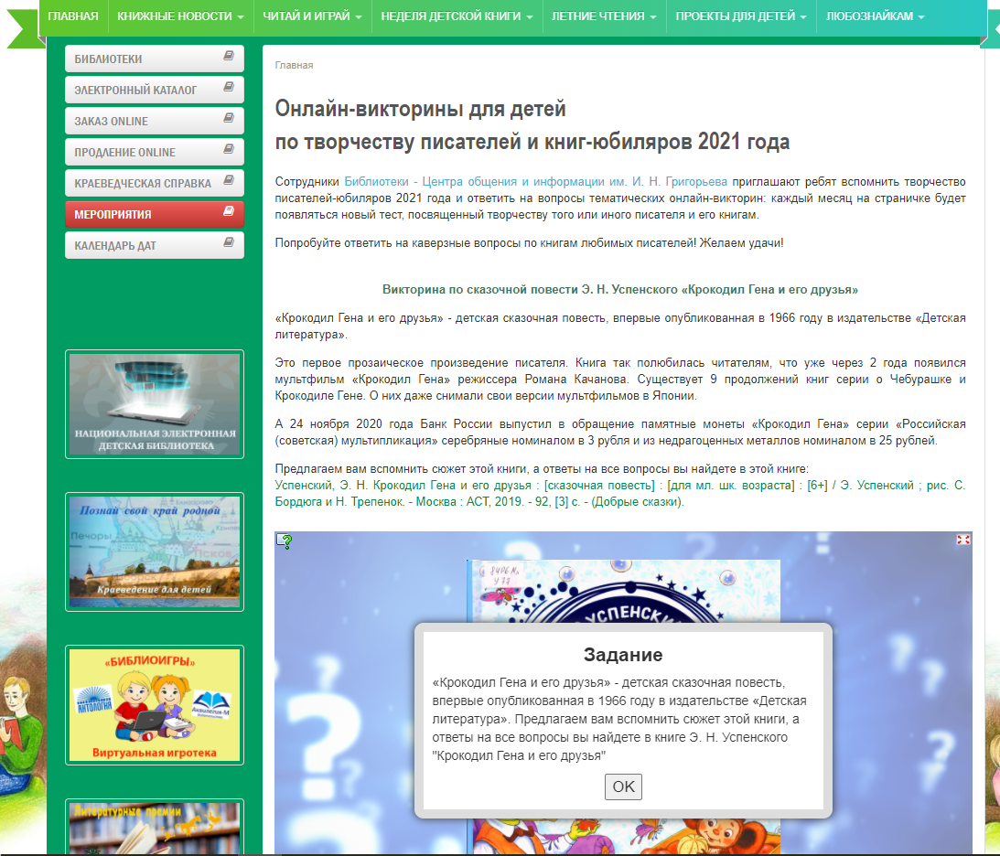 ГЛАВНАЯ КНИЖНЫЕ НОВОСТИ ЧИТАЙ И ИГРАЙ НЕДЕЛЯ ДЕТСКОЙ КНИГИ ЛЕТНИЕ ЧТЕНИЯ ПРОЕКТЫ ДЛЯ ДЕТЕЙ ЛЮБОЗНАЙКАМ
БИБЛИОТЕКИ
ЭЛЕКТРОННЫЙ КАТАЛОГ
ЗАКАЗ ONLINE
ПРОДЛЕНИЕ ONLINE
КРАЕВЕДЧЕСКАЯ СПРАВКА
МЕРОПРИЯТИЯ
КАЛЕНДАРЬ ДАТ
НАЦИОНАЛЬНАЯ ЭЛЕКТРОННАЯ
ДЕТСКАЯ БИБЛИОТЕКА
Познай свой край родной
Печоры
Псков
Краеведение для детей
«БИБЛИОИГРЫ»
АНТОЛОГИЯ
Аквилегия-М
Виртуальная игротека
Литературные премии
Главная
Онлайн-викторины для детей
по творчеству писателей и книг-юбиляров 2021 года
Сотрудники Библиотеки - Центра общения и информации им. И. Н. Григорьева приглашают ребят вспомнить творчество
писателей-юбиляров 2021 года и ответить на вопросы тематических онлайн-викторин: каждый месяц на страничке будет
появляться новый тест, посвященный творчеству того или иного писателя и его книгам.
Попробуйте ответить на каверзные вопросы по книгам любимых писателей! Желаем удачи!
Викторина по сказочной повести Э. Н. Успенского «Крокодил Гена и его друзья»
«Крокодил Гена и его друзья» - детская сказочная повесть, впервые опубликованная в 1966 году в издательстве «Детская
литература».
Это первое прозаическое произведение писателя. Книга так полюбилась читателям, что уже через 2 года появился
мультфильм «Крокодил Гена» режиссера Романа Качанова. Существует 9 продолжений книг серии о Чебурашке и
Крокодиле Гене. О них даже снимали свои версии мультфильмов в Японии.
А 24 ноября 2020 года Банк России выпустил в обращение памятные монеты «Крокодил Гена» серии «Российская
(советская) мультипликация» серебряные номиналом в 3 рубля и из недрагоценных металлов номиналом в 25 рублей.
Предлагаем вам вспомнить сюжет этой книги, а ответы на все вопросы вы найдете в этой книге:
Успенский, Э. Н. Крокодил Гена и его друзья : [сказочная повесть] : [для мл. шк. возраста] : [6+] / Э. Успенский ; рис. С.
Бордюга и Н. Трепенок. - Москва : АСТ, 2019. - 92, [3] с. - (Добрые сказки).
УСПЕНСКИЙ
Задание
«Крокодил Гена и его друзья» - детская сказочная повесть,
впервые опубликованная в 1966 году в издательстве «Детская
литература». Предлагаем вам вспомнить сюжет этой книги, а
ответы на все вопросы вы найдете в книге Э. Н. Успенского
"Крокодил Гена и его друзья"
OK